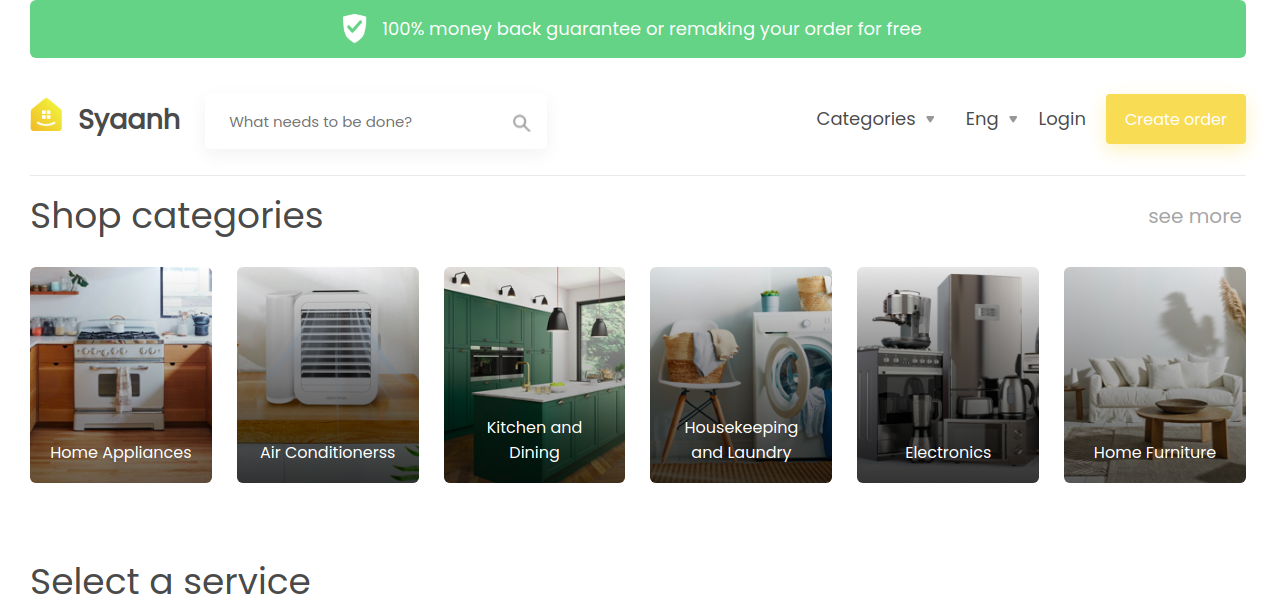 100% money back guarantee or remaking your order for free
Syaanh
What needs to be done?
Categories
Eng
Login
Create order
Shop categories
see more
Home Appliances
Air Conditionerss
Kitchen and
Dining
Housekeeping
and Laundry
Electronics
Home Furniture
Select a service